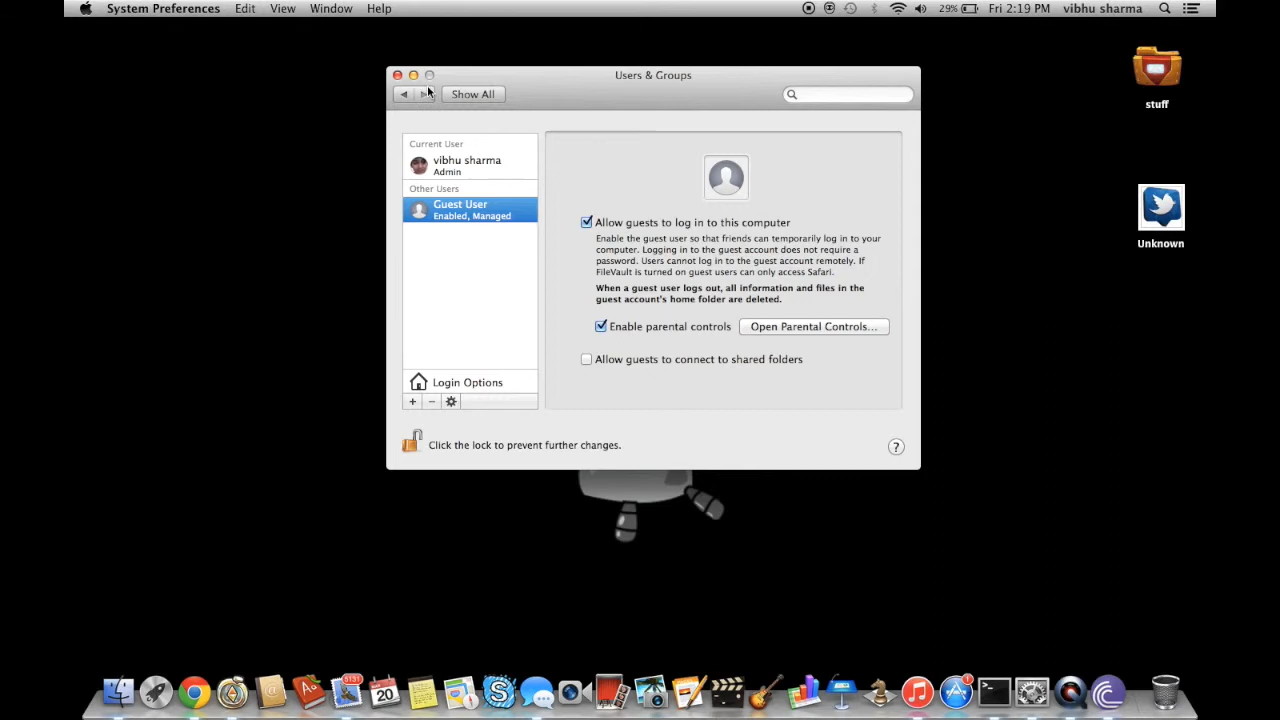 System Preferences Edit View Window Help 29% Fri 2:19 PM vibhu sharma
Users & Groups
Show All
stuff
Unknown
Current User
vibhu sharma
Admin
Other Users
Guest User
Enabled, Managed
Login Options
Allow guests to log in to this computer
Enable the guest user so that friends can temporarily log in to your
computer. Logging in to the guest account does not require a
password. Users cannot log in to the guest account remotely. If
FileVault is turned on guest users can only access Safari.
When a guest user logs out, all information and files in the
guest account's home folder are deleted.
Enable parental controls Open Parental Controls...
Allow guests to connect to shared folders
Click the lock to prevent further changes.
?
6131
20
1